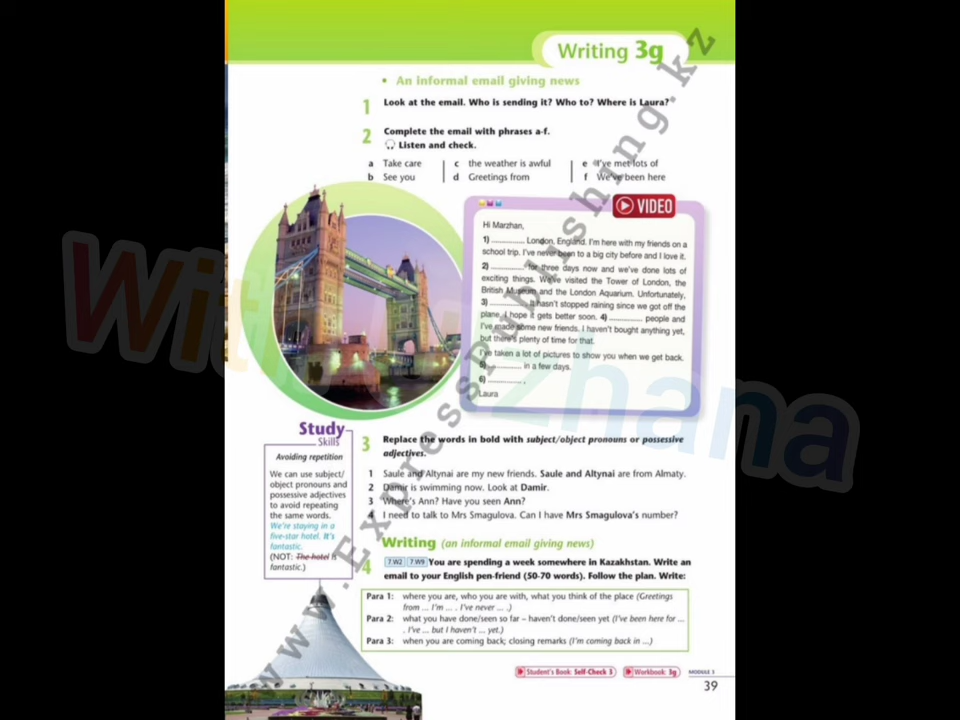 Writing 3g
• An informal email giving news
1 Look at the email. Who is sending it? Who to? Where is Laura?
2 Complete the email with phrases a-f.
Listen and check.
a Take care
b See you
c the weather is awful
d Greetings from
e I've met lots of
f We've been here
VIDEO
Hi Marzhan,
1) .............. London, England. I'm here with my friends on a
school trip. I've never been to a big city before and I love it.
2) .............. for three days now and we've done lots of
exciting things. We've visited the Tower of London, the
British Museum and the London Aquarium. Unfortunately,
3) .............. It hasn't stopped raining since we got off the
plane. I hope it gets better soon. 4) .............. people and
I've made some new friends. I haven't bought anything yet,
but there's plenty of time for that.
I've taken a lot of pictures to show you when we get back.
5) .............. in a few days.
6) .............. ,
Laura
Study
Skills
Avoiding repetition
We can use subject/
object pronouns and
possessive adjectives
to avoid repeating
the same words.
We're staying in a
five-star hotel. It's
fantastic.
(NOT: The hotel is
fantastic.)
3 Replace the words in bold with subject/object pronouns or possessive
adjectives.
1 Saule and Altynai are my new friends. Saule and Altynai are from Almaty.
2 Damir is swimming now. Look at Damir.
3 Where's Ann? Have you seen Ann?
4 I need to talk to Mrs Smagulova. Can I have Mrs Smagulova's number?
Writing (an informal email giving news)
4 7.W2 7.W9 You are spending a week somewhere in Kazakhstan. Write an
email to your English pen-friend (50-70 words). Follow the plan. Write:
Para 1: where you are, who you are with, what you think of the place (Greetings
from ... I'm ... . I've never ... .)
Para 2: what you have done/seen so far – haven't done/seen yet (I've been here for ...
. I've ... but I haven't ... yet.)
Para 3: when you are coming back; closing remarks (I'm coming back in ...)
Student's Book: Self-Check 3
Workbook: 3g
MODULE 3
39
www.ExpressPublishing.kz
With Zhana